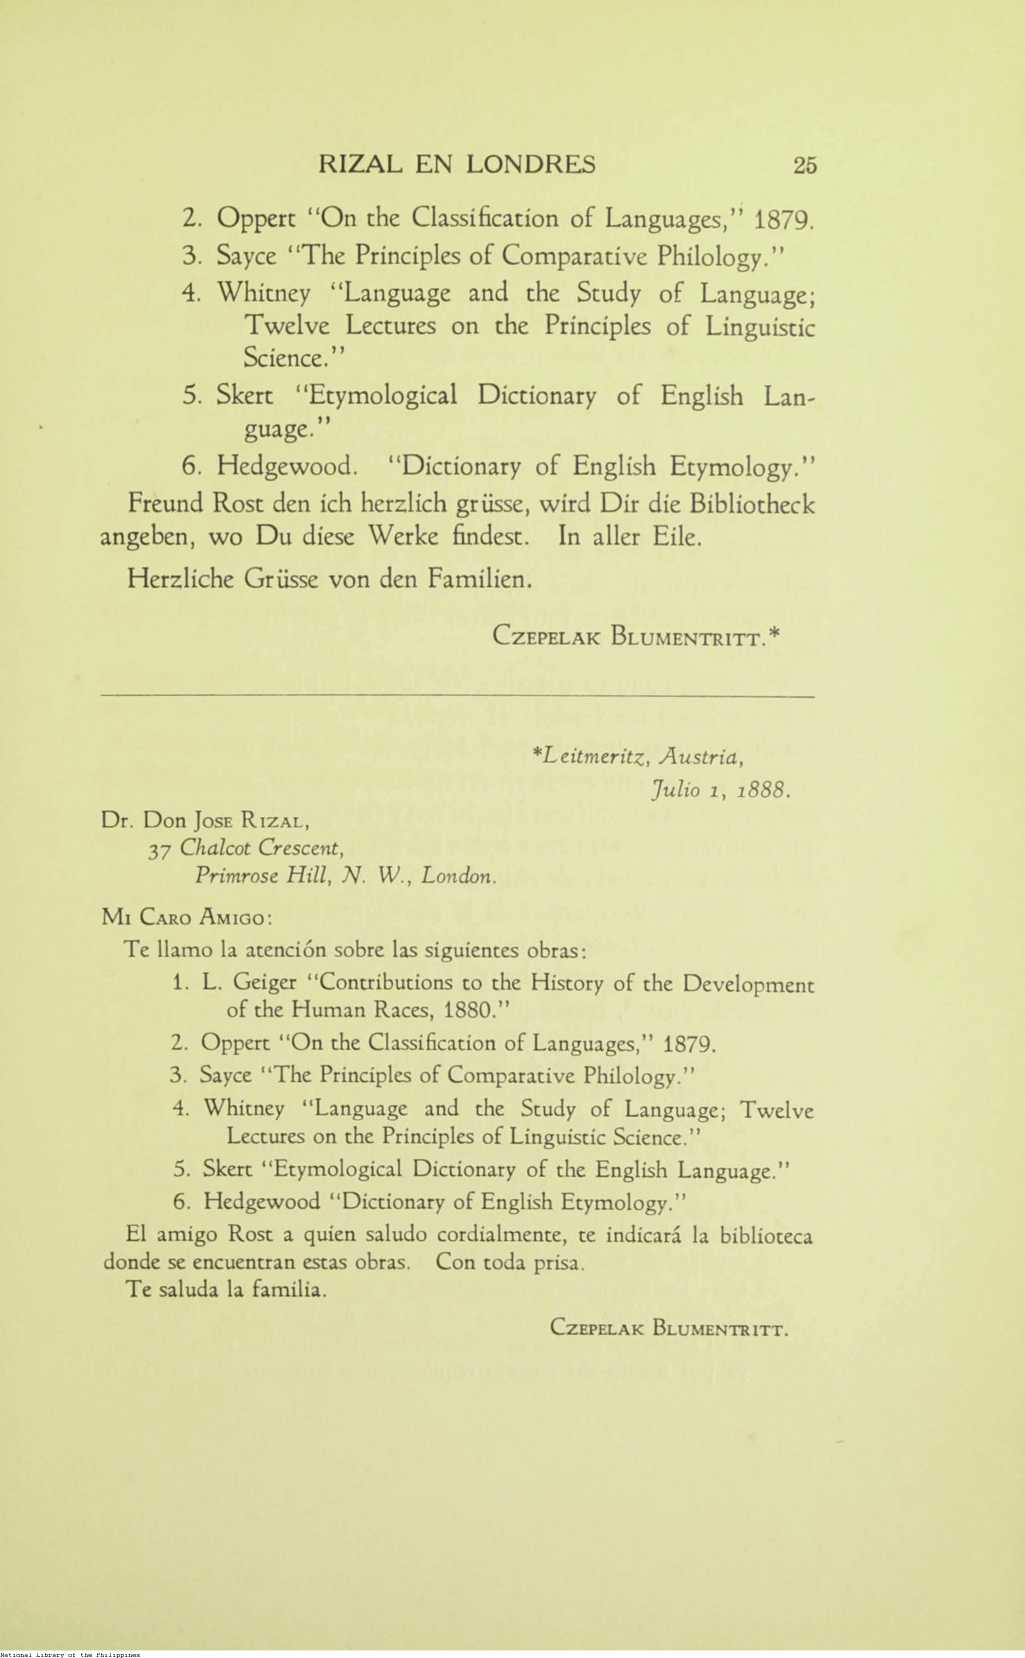 RIZAL EN LONDRES 25
2. Oppert "On the Classification of Languages," 1879.
3. Sayce "The Principles of Comparative Philology."
4. Whitney "Language and the Study of Language;
Twelve Lectures on the Principles of Linguistic
Science."
5. Skert "Etymological Dictionary of English Lan-
guage."
6. Hedgewood. "Dictionary of English Etymology."
Freund Rost den ich herzlich grüsse, wird Dir die Bibliotheck
angeben, wo Du diese Werke findest. In aller Eile.
Herzliche Grüsse von den Familien.
Czepelak Blumentritt.*
*Leitmeritz, Austria,
Julio 1, 1888.
Dr. Don Jose Rizal,
37 Chalcot Crescent,
Primrose Hill, N. W., London.
Mi Caro Amigo:
Te llamo la atención sobre las siguientes obras:
1. L. Geiger "Contributions to the History of the Development
of the Human Races, 1880."
2. Oppert "On the Classification of Languages," 1879.
3. Sayce "The Principles of Comparative Philology."
4. Whitney "Language and the Study of Language; Twelve
Lectures on the Principles of Linguistic Science."
5. Skert "Etymological Dictionary of the English Language."
6. Hedgewood "Dictionary of English Etymology."
El amigo Rost a quien saludo cordialmente, te indicará la biblioteca
donde se encuentran estas obras. Con toda prisa.
Te saluda la familia.
Czepelak Blumentritt.
National Library of the Philippines